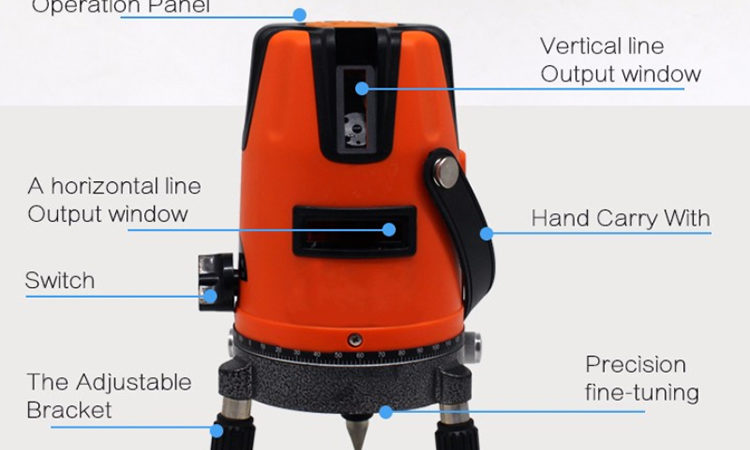 Operation Panel
Vertical line
Output window
A horizontal line
Output window
Hand Carry With
Switch
Precision
fine-tuning
The Adjustable
Bracket